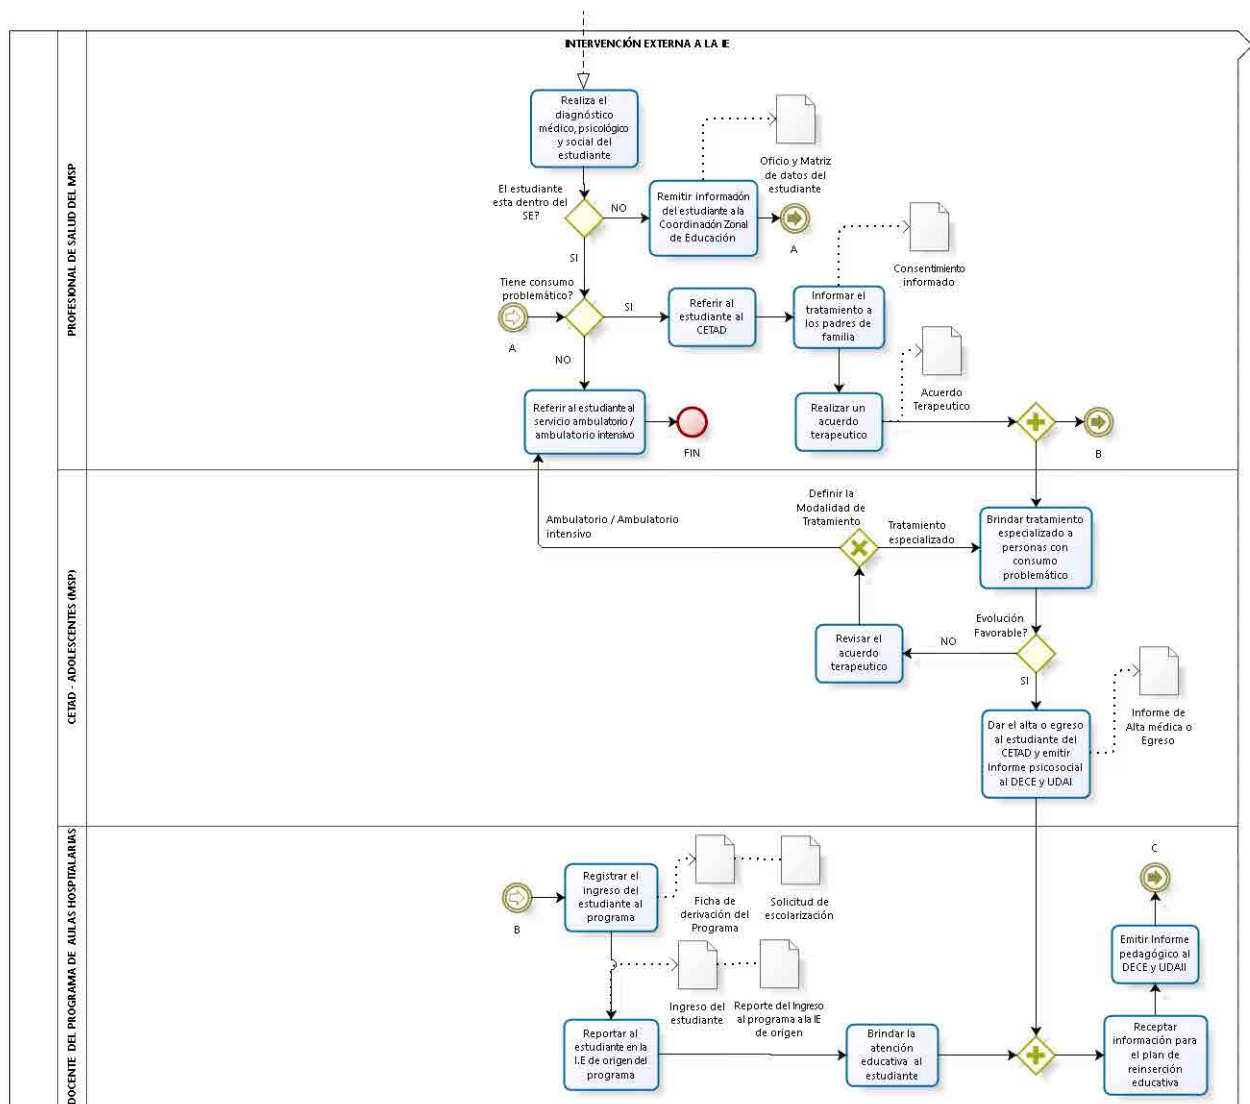 INTERVENCIÓN EXTERNA A LA IE
PROFESIONAL DE SALUD DEL MSP
Realiza el
diagnóstico
médico, psicológico
y social del
estudiante
Oficio y Matriz
de datos del
estudiante
El estudiante
esta dentro del
SE?
NO
Remitir información
del estudiante a la
Coordinación Zonal
de Educación
A
SI
Consentimiento
informado
Tiene consumo
problemático?
A
SI
Referir al
estudiante al
CETAD
Informar el
tratamiento a
los padres de
familia
NO
Acuerdo
Terapeutico
Referir al estudiante al
servicio ambulatorio /
ambulatorio intensivo
FIN
Realizar un
acuerdo
terapeutico
B
CETAD - ADOLESCENTES (MSP)
Definir la
Modalidad de
Tratamiento
Ambulatorio / Ambulatorio
intensivo
Tratamiento
especializado
Brindar tratamiento
especializado a
personas con
consumo
problemático
Evolución
Favorable?
NO
Revisar el
acuerdo
terapeutico
SI
Dar el alta o egreso
al estudiante del
CETAD y emitir
Informe psicosocial
al DECE y UDAI
Informe de
Alta médica o
Egreso
DOCENTE DEL PROGRAMA DE AULAS HOSPITALARIAS
B
Registrar el
ingreso del
estudiante al
programa
Ficha de
derivación del
Programa
Solicitud de
escolarización
C
Emitir Informe
pedagógico al
DECE y UDAII
Ingreso del
estudiante
Reporte del Ingreso
al programa a la IE
de origen
Reportar al
estudiante en la
I.E de origen del
programa
Brindar la
atención
educativa al
estudiante
Receptar
información para
el plan de
reinserción
educativa